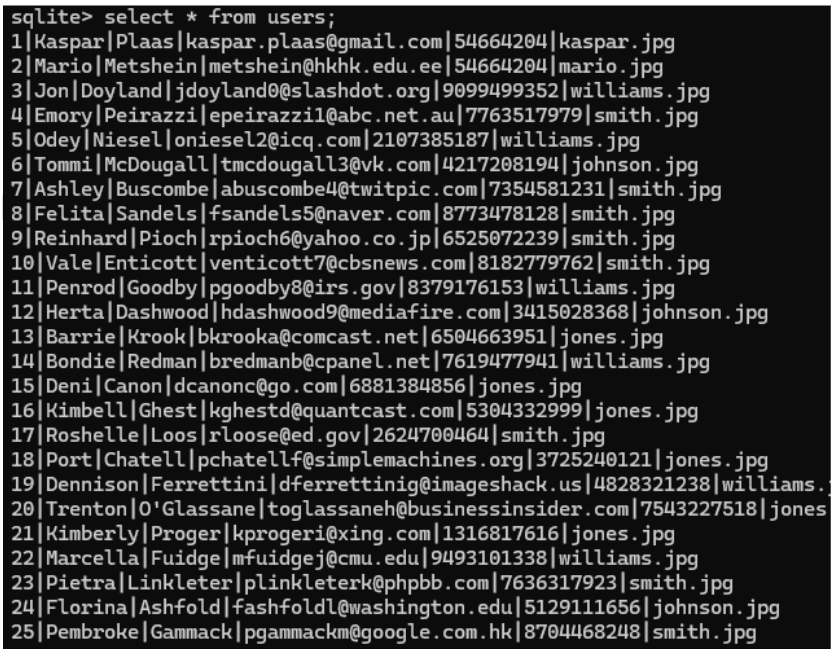 sqlite> select * from users;
1|Kaspar|Plaas|kaspar.plaas@gmail.com|54664204|kaspar.jpg
2|Mario|Metshein|metshein@hkhk.edu.ee|54664204|mario.jpg
3|Jon|Doyland|jdoyland0@slashdot.org|9099499352|williams.jpg
4|Emory|Peirazzi|epeirazzi1@abc.net.au|7763517979|smith.jpg
5|Odey|Niesel|oniesel2@icq.com|2107385187|williams.jpg
6|Tommi|McDougall|tmcdougall3@vk.com|4217208194|johnson.jpg
7|Ashley|Buscombe|abuscombe4@twitpic.com|7354581231|smith.jpg
8|Felita|Sandels|fsandels5@naver.com|8773478128|smith.jpg
9|Reinhard|Pioch|rpioch6@yahoo.co.jp|6525072239|smith.jpg
10|Vale|Enticott|venticott7@cbsnews.com|8182779762|smith.jpg
11|Penrod|Goodby|pgoodby8@irs.gov|8379176153|williams.jpg
12|Herta|Dashwood|hdashwood9@mediafire.com|3415028368|johnson.jpg
13|Barrie|Krook|bkrooka@comcast.net|6504663951|jones.jpg
14|Bondie|Redman|bredmanb@cpanel.net|7619477941|williams.jpg
15|Deni|Canon|dcanonc@go.com|6881384856|jones.jpg
16|Kimbell|Ghest|kghestd@quantcast.com|5304332999|jones.jpg
17|Roshelle|Loos|rloose@ed.gov|2624700464|smith.jpg
18|Port|Chatell|pchatellf@simplemachines.org|3725240121|jones.jpg
19|Dennison|Ferrettini|dferrettinig@imageshack.us|4828321238|williams.
20|Trenton|O'Glassane|toglassaneh@businessinsider.com|7543227518|jones
21|Kimberly|Proger|kprogeri@xing.com|1316817616|jones.jpg
22|Marcella|Fuidge|mfuidgej@cmu.edu|9493101338|williams.jpg
23|Pietra|Linkleter|plinkleterk@phpbb.com|7636317923|smith.jpg
24|Florina|Ashfold|fashfoldl@washington.edu|5129111656|johnson.jpg
25|Pembroke|Gammack|pgammackm@google.com.hk|8704468248|smith.jpg